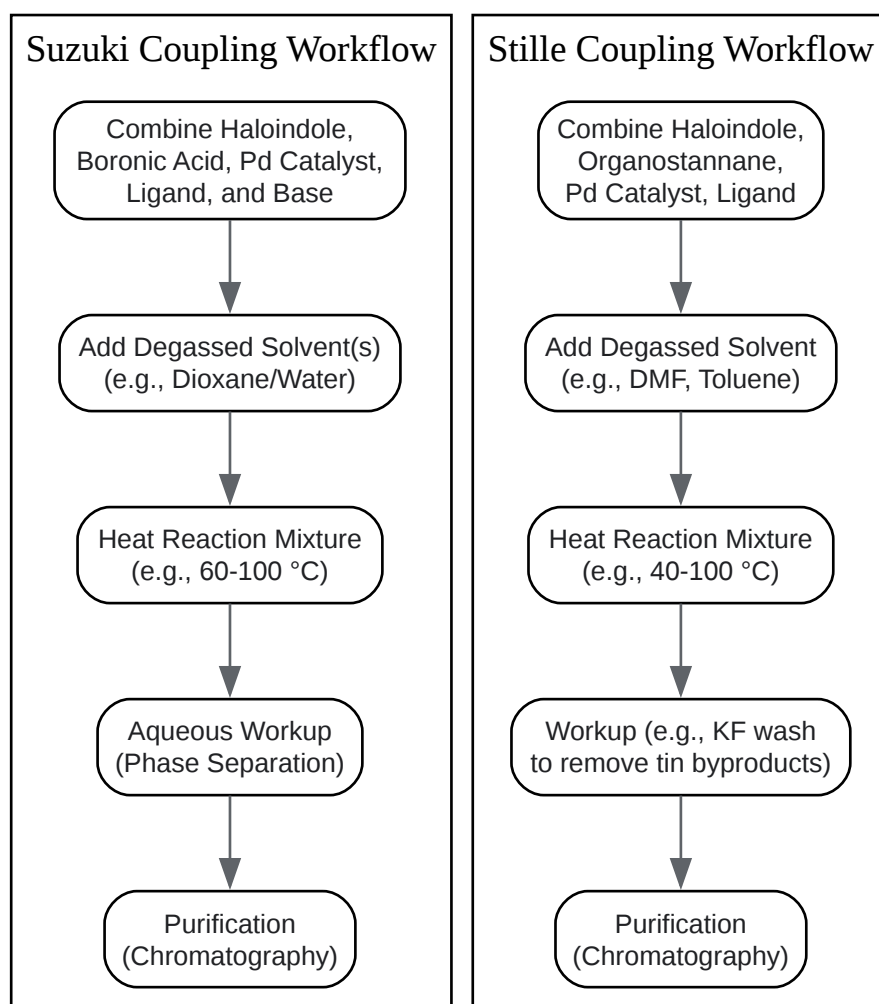 Suzuki Coupling Workflow
Combine Haloindole,
Boronic Acid, Pd Catalyst,
Ligand, and Base
Add Degassed Solvent(s)
(e.g., Dioxane/Water)
Heat Reaction Mixture
(e.g., 60-100 °C)
Aqueous Workup
(Phase Separation)
Purification
(Chromatography)
Stille Coupling Workflow
Combine Haloindole,
Organostannane,
Pd Catalyst, Ligand
Add Degassed Solvent
(e.g., DMF, Toluene)
Heat Reaction Mixture
(e.g., 40-100 °C)
Workup (e.g., KF wash
to remove tin byproducts)
Purification
(Chromatography)